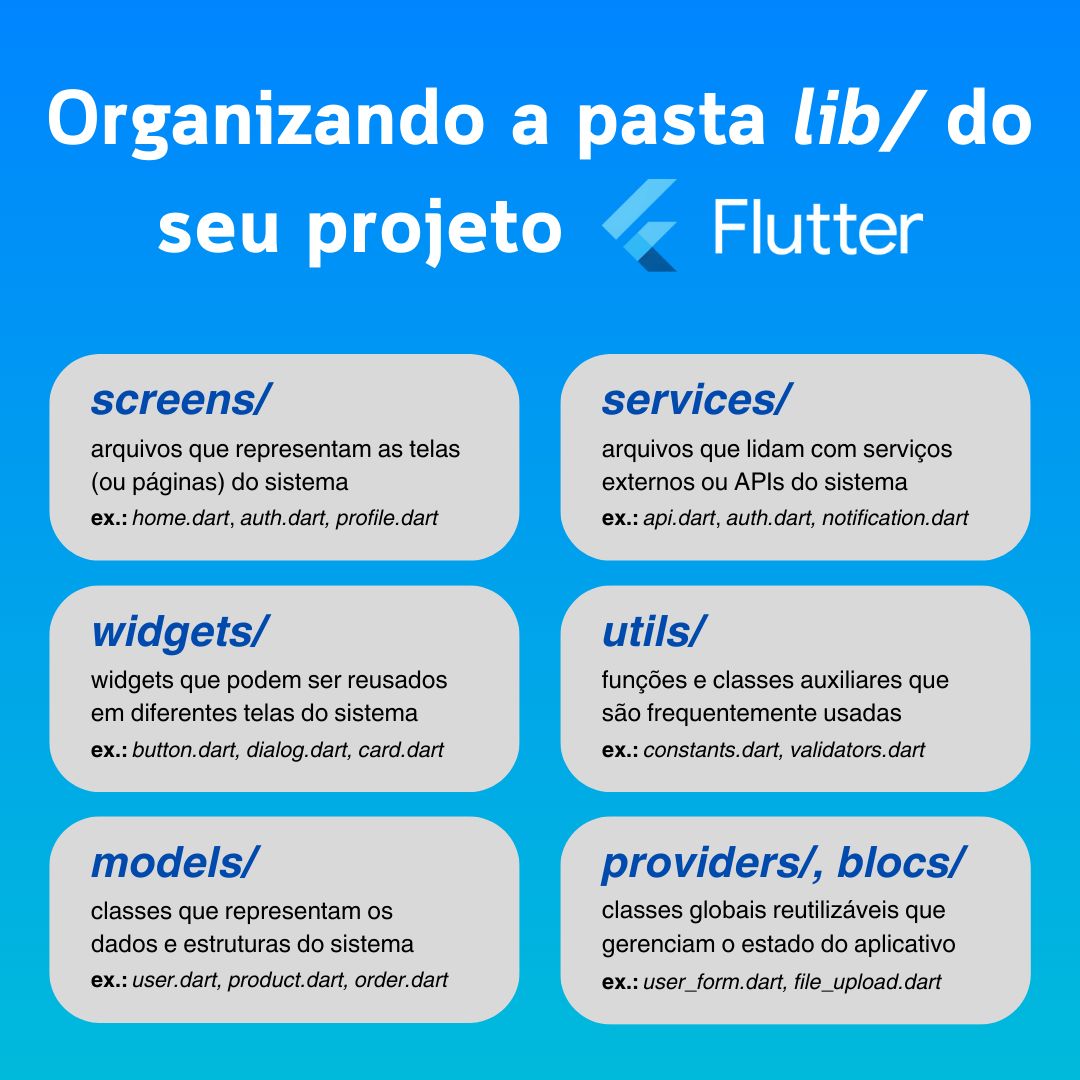 Organizando a pasta lib/ do
seu projeto Flutter
screens/
arquivos que representam as telas
(ou páginas) do sistema
ex.: home.dart, auth.dart, profile.dart
services/
arquivos que lidam com serviços
externos ou APIs do sistema
ex.: api.dart, auth.dart, notification.dart
widgets/
widgets que podem ser reusados
em diferentes telas do sistema
ex.: button.dart, dialog.dart, card.dart
utils/
funções e classes auxiliares que
são frequentemente usadas
ex.: constants.dart, validators.dart
models/
classes que representam os
dados e estruturas do sistema
ex.: user.dart, product.dart, order.dart
providers/, blocs/
classes globais reutilizáveis que
gerenciam o estado do aplicativo
ex.: user_form.dart, file_upload.dart